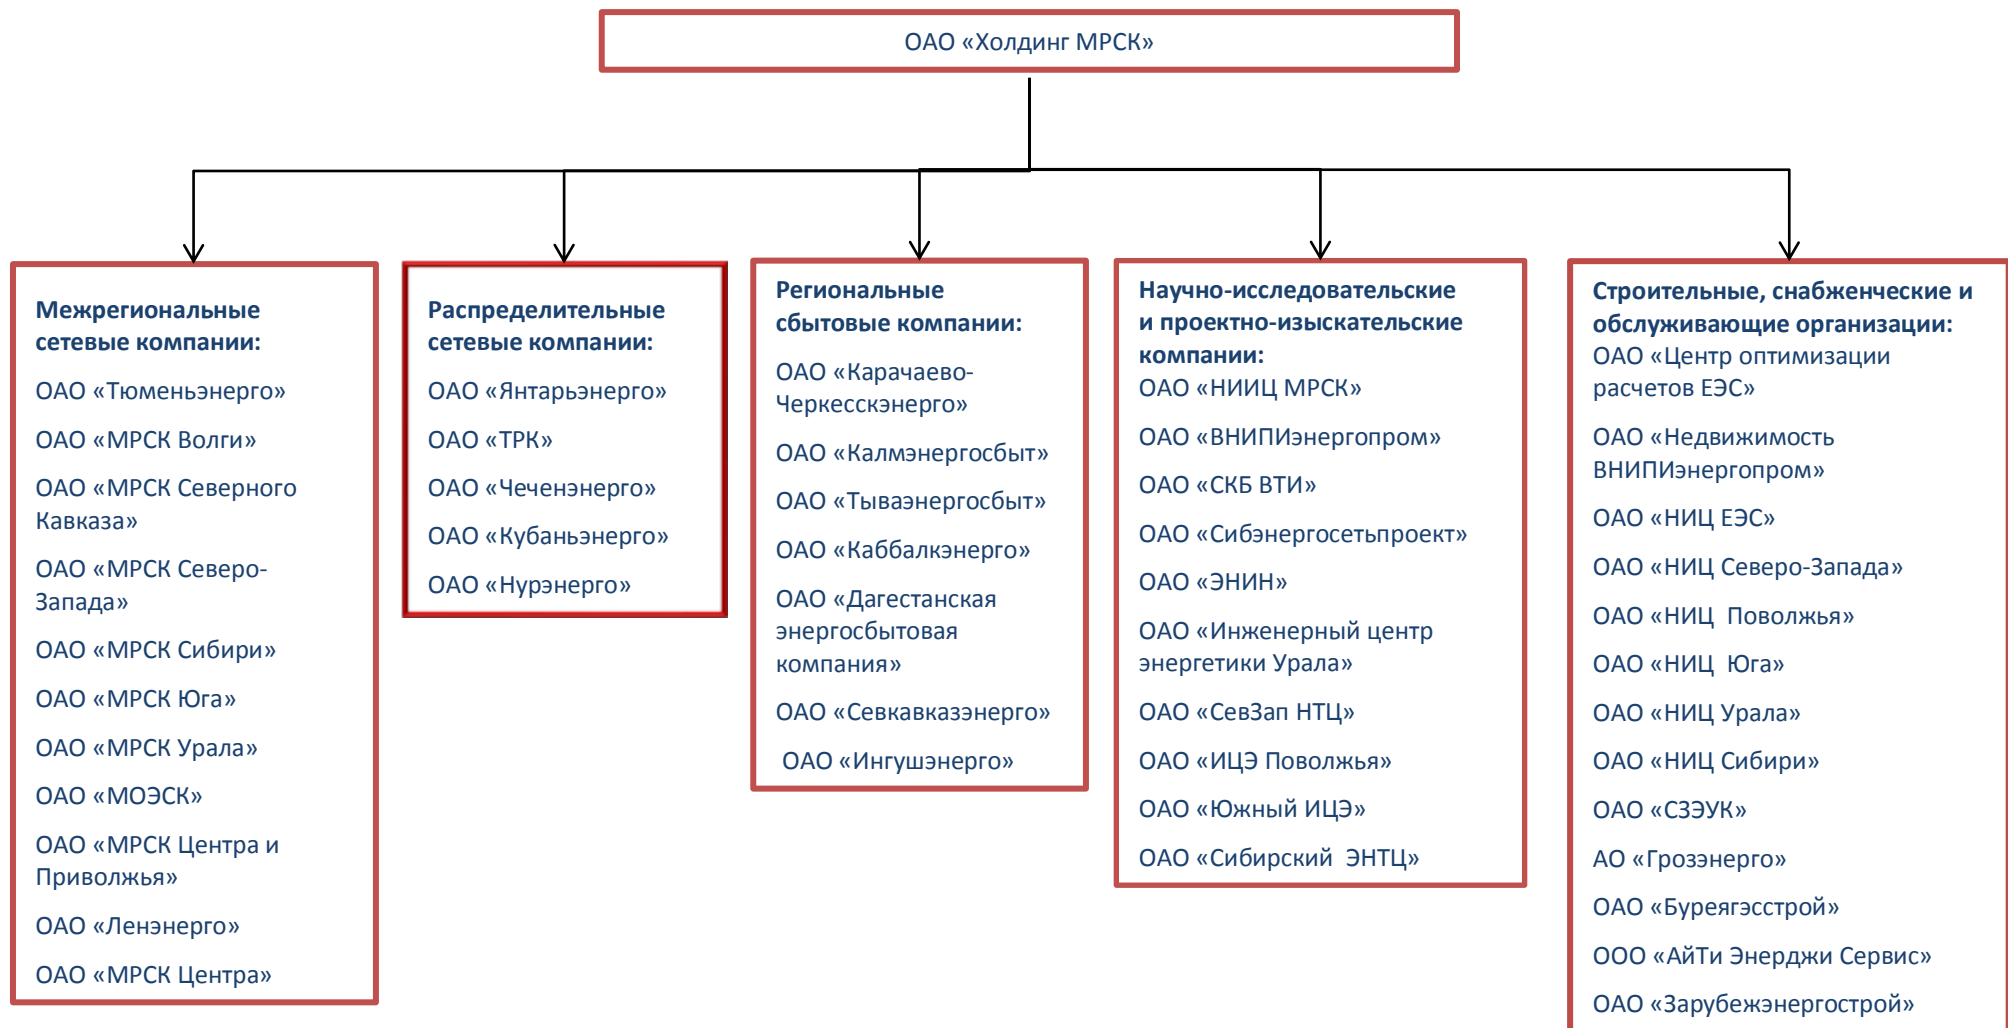 ОАО «Холдинг МРСК»
Межрегиональные
сетевые компании:
ОАО «Тюменьэнерго»
ОАО «МРСК Волги»
ОАО «МРСК Северного
Кавказа»
ОАО «МРСК Северо-
Запада»
ОАО «МРСК Сибири»
ОАО «МРСК Юга»
ОАО «МРСК Урала»
ОАО «МОЭСК»
ОАО «МРСК Центра и
Приволжья»
ОАО «Ленэнерго»
ОАО «МРСК Центра»
Распределительные
сетевые компании:
ОАО «Янтарьэнерго»
ОАО «ТРК»
ОАО «Чеченэнерго»
ОАО «Кубаньэнерго»
ОАО «Нурэнерго»
Региональные
сбытовые компании:
ОАО «Карачаево-
Черкесскэнерго»
ОАО «Калмэнергосбыт»
ОАО «Тываэнергосбыт»
ОАО «Каббалкэнерго»
ОАО «Дагестанская
энергосбытовая
компания»
ОАО «Севкавказэнерго»
ОАО «Ингушэнерго»
Научно-исследовательские
и проектно-изыскательские
компании:
ОАО «НИИЦ МРСК»
ОАО «ВНИПИэнергопром»
ОАО «СКБ ВТИ»
ОАО «Сибэнергосетьпроект»
ОАО «ЭНИН»
ОАО «Инженерный центр
энергетики Урала»
ОАО «СевЗап НТЦ»
ОАО «ИЦЭ Поволжья»
ОАО «Южный ИЦЭ»
ОАО «Сибирский ЭНТЦ»
Строительные, снабженческие и
обслуживающие организации:
ОАО «Центр оптимизации
расчетов ЕЭС»
ОАО «Недвижимость
ВНИПИэнергопром»
ОАО «НИЦ ЕЭС»
ОАО «НИЦ Северо-Запада»
ОАО «НИЦ Поволжья»
ОАО «НИЦ Юга»
ОАО «НИЦ Урала»
ОАО «НИЦ Сибири»
ОАО «СЗЭУК»
АО «Грозэнерго»
ОАО «Буреягэсстрой»
ООО «АйТи Энерджи Сервис»
ОАО «Зарубежэнергострой»